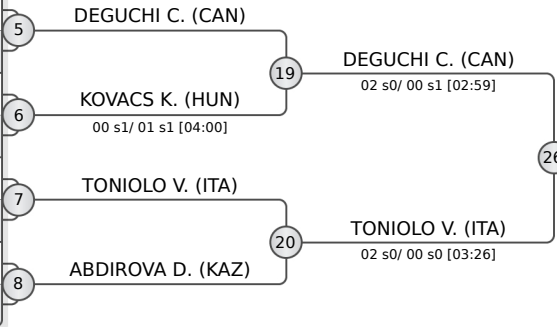 DEGUCHI C. (CAN)
5
19
DEGUCHI C. (CAN)
02 s0/ 00 s1 [02:59]
KOVACS K. (HUN)
6
00 s1/ 01 s1 [04:00]
26
TONIOLO V. (ITA)
7
20
TONIOLO V. (ITA)
02 s0/ 00 s0 [03:26]
ABDIROVA D. (KAZ)
8